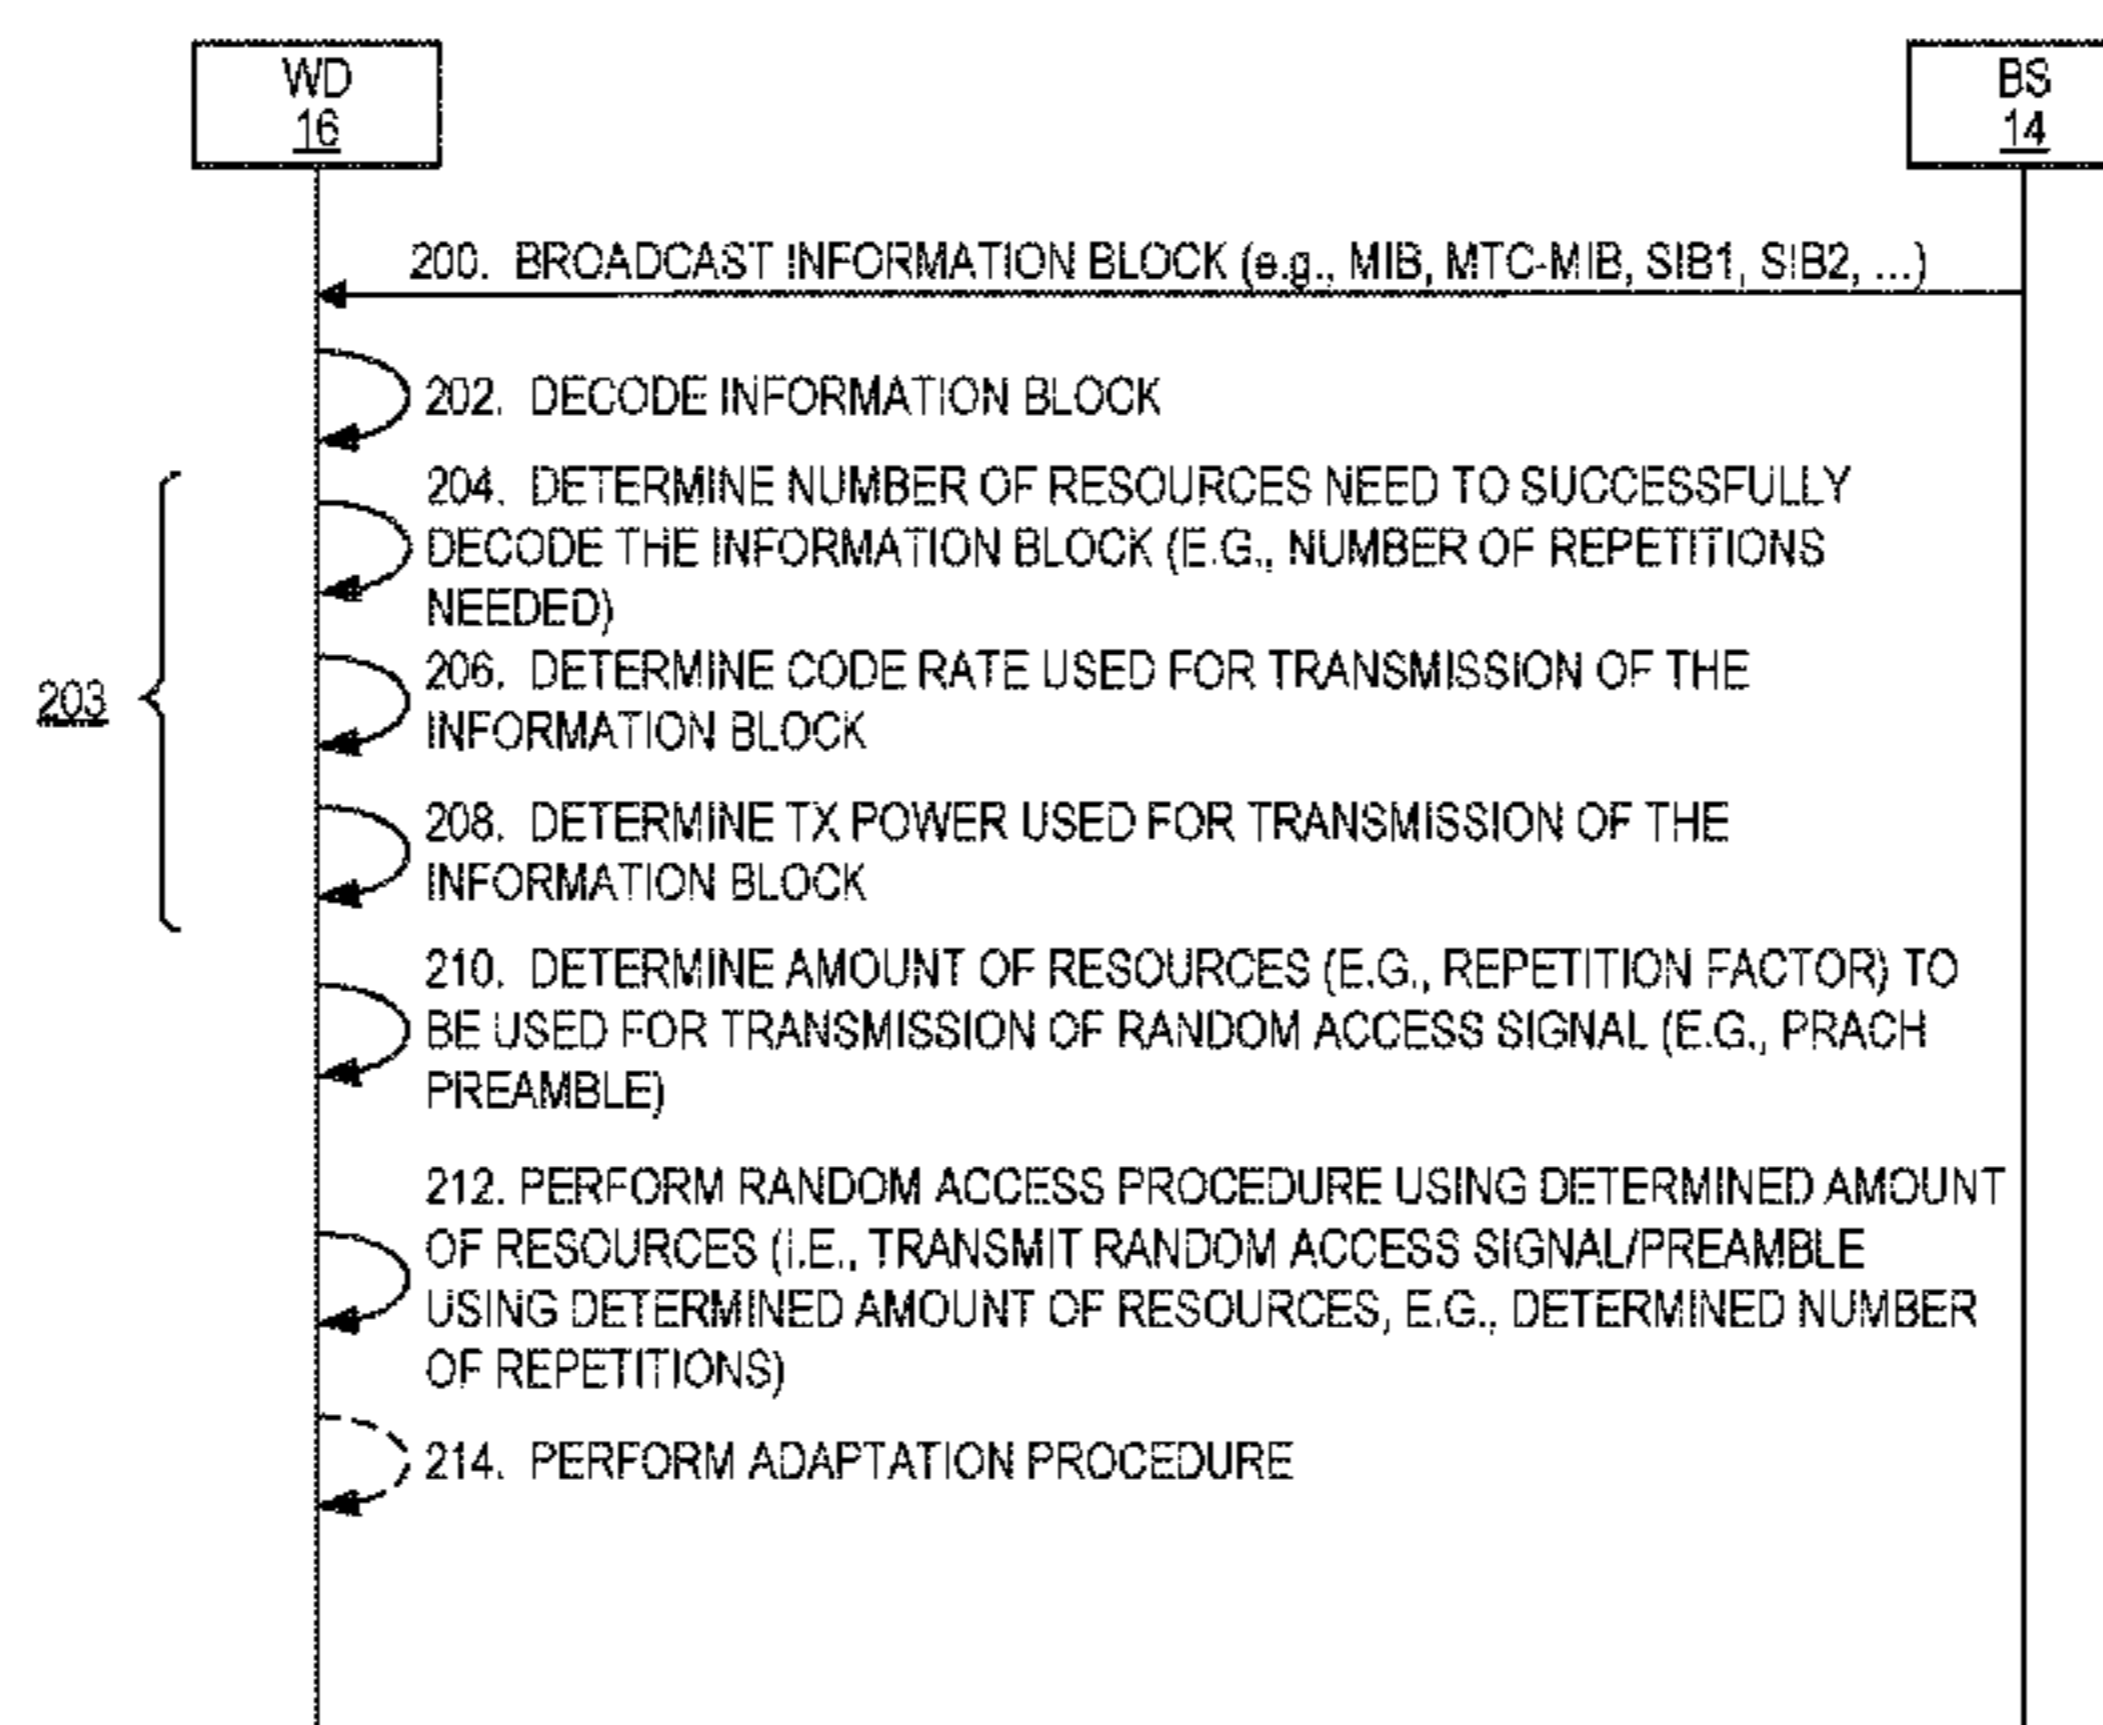 WD
16
BS
14
200. BROADCAST INFORMATION BLOCK (e.g., MIB, MTC-MIB, SIB1, SIB2, ...)
202. DECODE INFORMATION BLOCK
203
204. DETERMINE NUMBER OF RESOURCES NEED TO SUCCESSFULLY
DECODE THE INFORMATION BLOCK (E.G., NUMBER OF REPETITIONS
NEEDED)
206. DETERMINE CODE RATE USED FOR TRANSMISSION OF THE
INFORMATION BLOCK
208. DETERMINE TX POWER USED FOR TRANSMISSION OF THE
INFORMATION BLOCK
210. DETERMINE AMOUNT OF RESOURCES (E.G., REPETITION FACTOR) TO
BE USED FOR TRANSMISSION OF RANDOM ACCESS SIGNAL (E.G., PRACH
PREAMBLE)
212. PERFORM RANDOM ACCESS PROCEDURE USING DETERMINED AMOUNT
OF RESOURCES (I.E., TRANSMIT RANDOM ACCESS SIGNAL/PREAMBLE
USING DETERMINED AMOUNT OF RESOURCES, E.G., DETERMINED NUMBER
OF REPETITIONS)
214. PERFORM ADAPTATION PROCEDURE